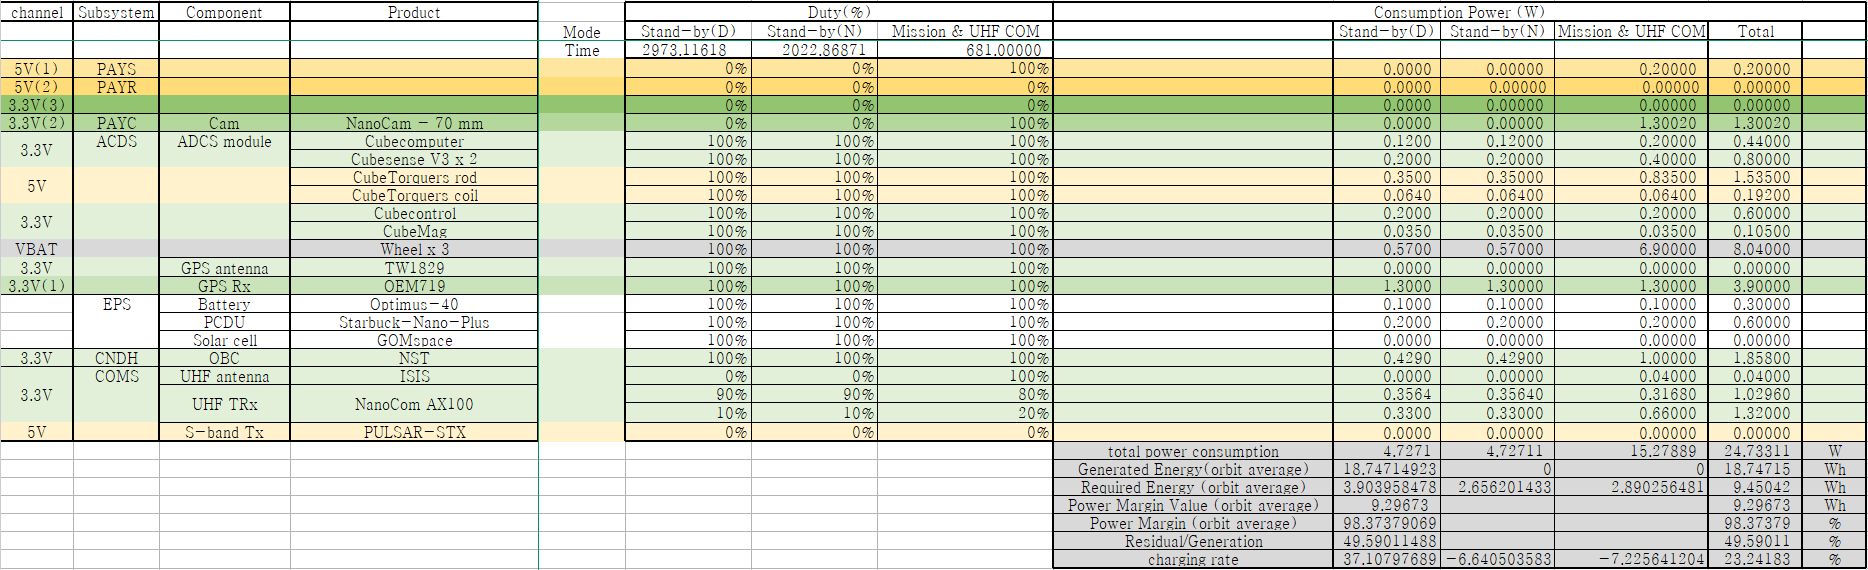 channel Subsystem Component Product Duty(%) Consumption Power (W)
Mode Stand-by(D) Stand-by(N) Mission & UHF COM Stand-by(D) Stand-by(N) Mission & UHF COM Total
Time 2973.11618 2022.86871 681.00000
5V(1) PAYS 0% 0% 100% 0.0000 0.00000 0.20000 0.20000
5V(2) PAYR 0% 0% 0% 0.0000 0.00000 0.00000 0.00000
3.3V(3) 0% 0% 0% 0.0000 0.00000 0.00000 0.00000
3.3V(2) PAYC Cam NanoCam - 70 mm 0% 0% 100% 0.0000 0.00000 1.30020 1.30020
3.3V ACDS ADCS module Cubecomputer 100% 100% 100% 0.1200 0.12000 0.20000 0.44000
Cubesense V3 x 2 100% 100% 100% 0.2000 0.20000 0.40000 0.80000
5V CubeTorquers rod 100% 100% 100% 0.3500 0.35000 0.83500 1.53500
CubeTorquers coil 100% 100% 100% 0.0640 0.06400 0.06400 0.19200
3.3V Cubecontrol 100% 100% 100% 0.2000 0.20000 0.20000 0.60000
CubeMag 100% 100% 100% 0.0350 0.03500 0.03500 0.10500
VBAT Wheel x 3 100% 100% 100% 0.5700 0.57000 6.90000 8.04000
3.3V GPS antenna TW1829 100% 100% 100% 0.0000 0.00000 0.00000 0.00000
3.3V(1) GPS Rx OEM719 100% 100% 100% 1.3000 1.30000 1.30000 3.90000
EPS Battery Optimus-40 100% 100% 100% 0.1000 0.10000 0.10000 0.30000
PCDU Starbuck-Nano-Plus 100% 100% 100% 0.2000 0.20000 0.20000 0.60000
Solar cell GOMspace 100% 100% 100% 0.0000 0.00000 0.00000 0.00000
3.3V CNDH OBC NST 100% 100% 100% 0.4290 0.42900 1.00000 1.85800
3.3V COMS UHF antenna ISIS 0% 0% 100% 0.0000 0.00000 0.04000 0.04000
UHF TRx NanoCom AX100 90% 90% 80% 0.3564 0.35640 0.31680 1.02960
10% 10% 20% 0.3300 0.33000 0.66000 1.32000
5V S-band Tx PULSAR-STX 0% 0% 0% 0.0000 0.00000 0.00000 0.00000
total power consumption 4.7271 4.72711 15.27889 24.73311 W
Generated Energy(orbit average) 18.74714923 0 0 18.74715 Wh
Required Energy (orbit average) 3.903958478 2.656201433 2.890256481 9.45042 Wh
Power Margin Value (orbit average) 9.29673 9.29673 Wh
Power Margin (orbit average) 98.37379069 98.37379 %
Residual/Generation 49.59011488 49.59011 %
charging rate 37.10797689 -6.640503583 -7.225641204 23.24183 %